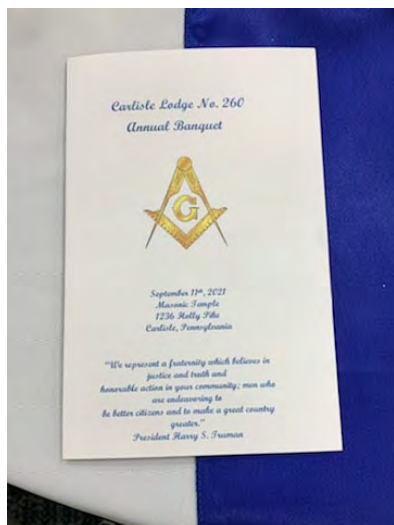 Carlisle Lodge No. 260
Annual Banquet
G
September 11th, 2021
Masonic Temple
1236 Holly Pike
Carlisle, Pennsylvania
"We represent a fraternity which believes in
justice and truth and
honorable action in your community; men who
are endeavoring to
be better citizens and to make a great country
greater."
President Harry S. Truman